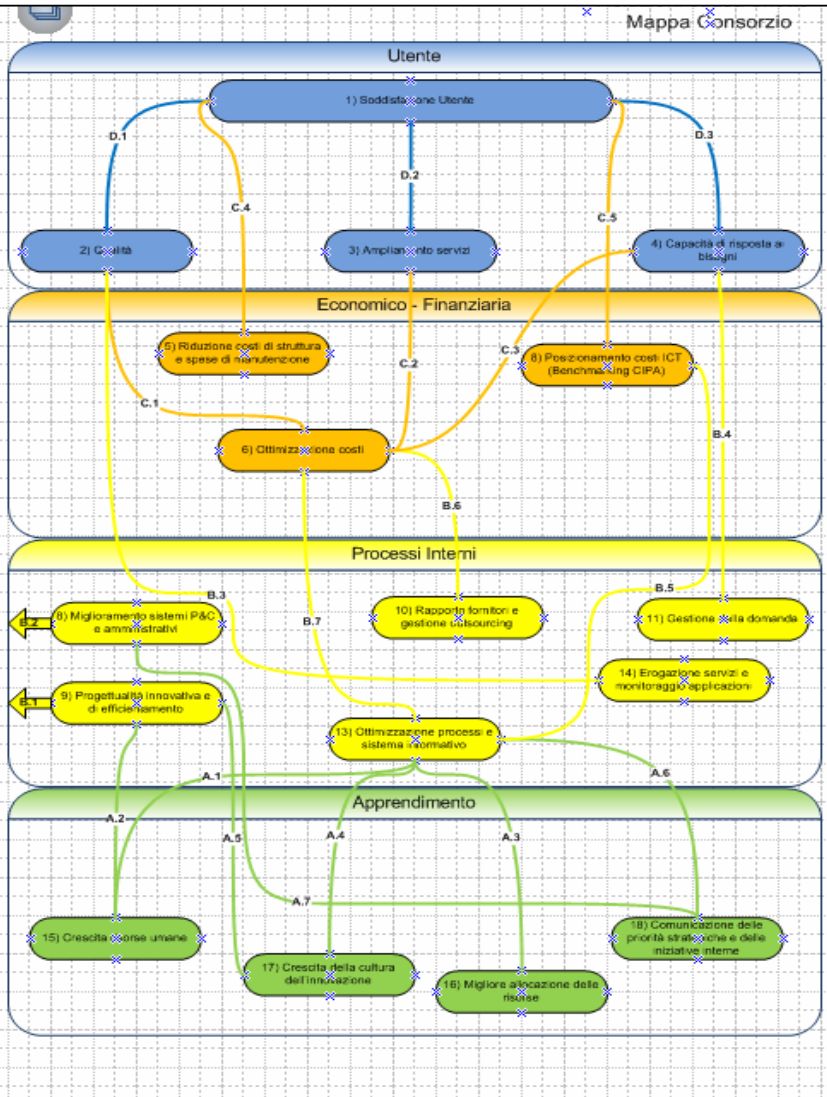 Mappa Consorzio
Utente
1) Soddisfazione Utente
D.1
D.3
D.2
C.4
C.5
2) Qualità
3) Ampliamento servizi
4) Capacità di risposta ai
bisogni
Economico - Finanziaria
5) Riduzione costi di struttura
e spese di manutenzione
C.3
C.2
8) Posizionamento costi ICT
(Benchmarking CIPA)
C.1
B.4
6) Ottimizzazione costi
B.6
Processi Interni
B.3
B.5
B.2
8) Miglioramento sistemi P&C
e amministrativi
B.7
10) Rapporto fornitori e
gestione outsourcing
11) Gestione della domanda
14) Erogazione servizi e
monitoraggio applicazioni
B.1
9) Progettualità innovativa e
di efficientamento
13) Ottimizzazione processi e
sistema informativo
A.1
A.6
Apprendimento
A.2
A.5
A.4
A.3
A.7
15) Crescita risorse umane
18) Comunicazione delle
priorità strategiche e delle
iniziative interne
17) Crescita della cultura
dell'innovazione
16) Migliore allocazione delle
risorse